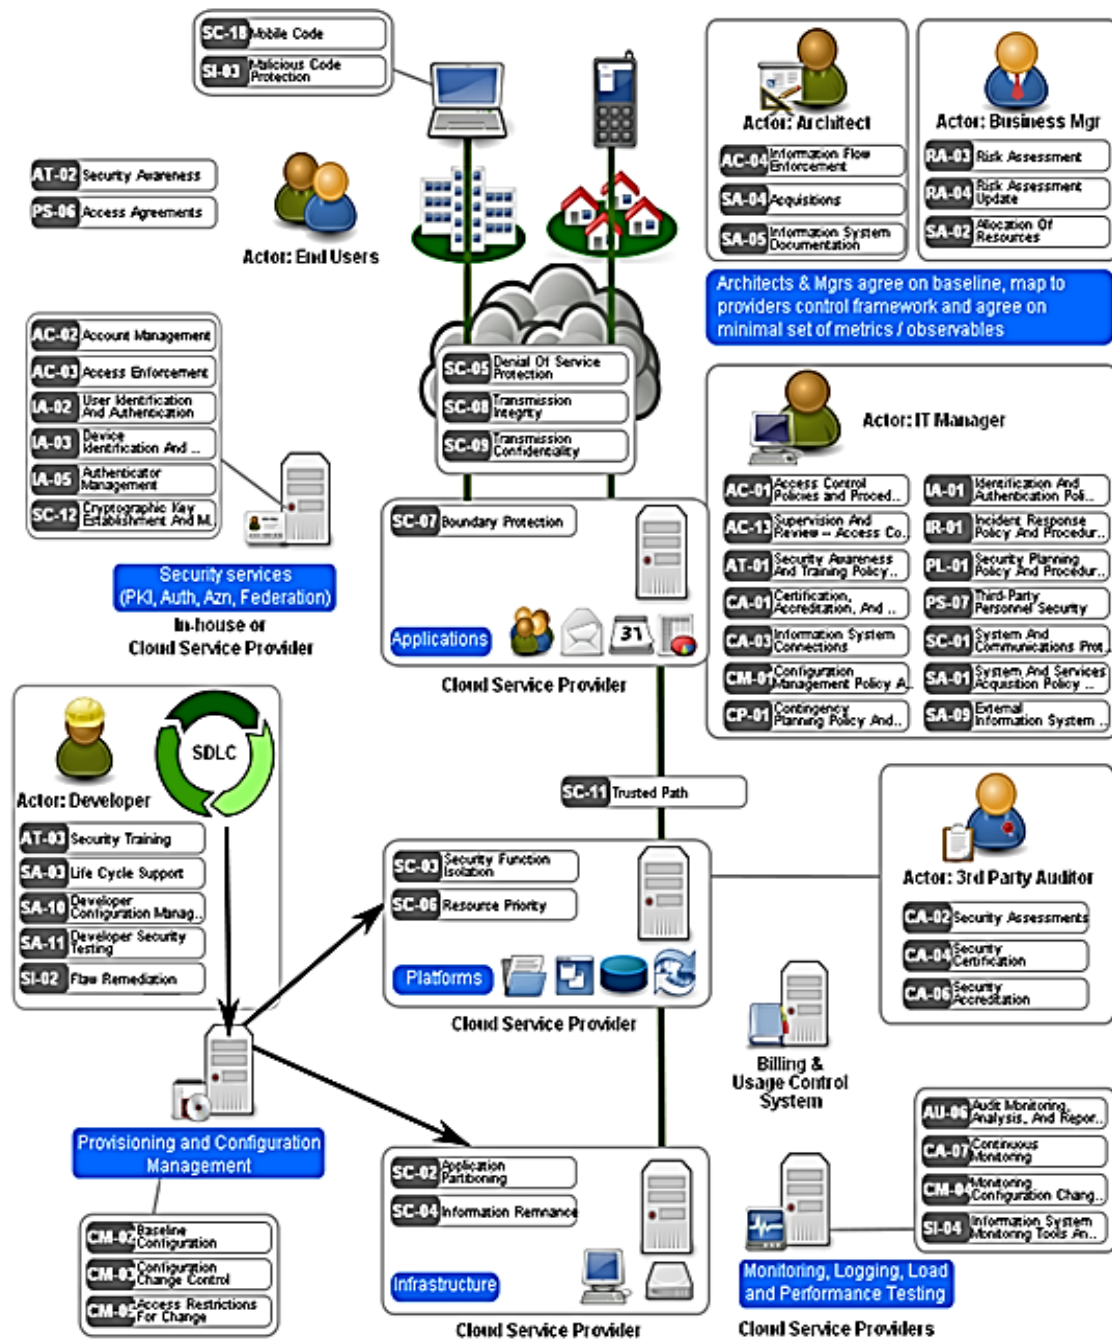 SC-18 Mobile Code
SI-03 Malicious Code
Protection
AT-02 Security Awareness
PS-06 Access Agreements
Actor: End Users
Actor: Architect
AC-04 Information Flow
Enforcement
SA-04 Acquisitions
SA-05 Information System
Documentation
Actor: Business Mgr
RA-03 Risk Assessment
RA-04 Risk Assessment
Update
SA-02 Allocation Of
Resources
Architects & Mgrs agree on baseline, map to
providers control framework and agree on
minimal set of metrics / observables
AC-02 Account Management
AC-03 Access Enforcement
IA-02 User Identification
And Authentication
IA-03 Device
Identification And ...
IA-05 Authenticator
Management
SC-12 Cryptographic Key
Establishment And M..
Security services
(PKI, Auth, Azn, Federation)
In-house or
Cloud Service Provider
SC-05 Denial Of Service
Protection
SC-08 Transmission
Integrity
SC-09 Transmission
Confidentiality
SC-07 Boundary Protection
31
Applications
Cloud Service Provider
Actor: IT Manager
AC-01 Access Control
Policies and Proced..
AC-13 Supervision And
Review -- Access Co..
AT-01 Security Awareness
And Training Policy ..
CA-01 Certification,
Accreditation, And ...
CA-03 Information System
Connections
CM-01 Configuration
Management Policy A..
CP-01 Contingency
Planning Policy And..
IA-01 Identification And
Authentication Poli..
IR-01 Incident Response
Policy And Procedur..
PL-01 Security Planning
Policy And Procedur..
PS-07 Third-Party
Personnel Security
SC-01 System And
Communications Prot..
SA-01 System And Services
Acquisition Policy ...
SA-09 External
Information System ..
SDLC
Actor: Developer
AT-03 Security Training
SA-03 Life Cycle Support
SA-10 Developer
Configuration Manag..
SA-11 Developer Security
Testing
SI-02 Flaw Remediation
SC-11 Trusted Path
SC-03 Security Function
Isolation
SC-06 Resource Priority
Platforms
Cloud Service Provider
Actor: 3rd Party Auditor
CA-02 Security Assessments
CA-04 Security
Certification
CA-06 Security
Accreditation
Billing &
Usage Control
System
Provisioning and Configuration
Management
CM-02 Baseline
Configuration
CM-03 Configuration
Change Control
CM-05 Access Restrictions
For Change
SC-02 Application
Partitioning
SC-04 Information Remnance
Infrastructure
Cloud Service Provider
AU-06 Audit Monitoring,
Analysis, And Repor..
CA-07 Continuous
Monitoring
CM-04 Monitoring
Configuration Chang..
SI-04 Information System
Monitoring Tools An..
Monitoring, Logging, Load
and Performance Testing
Cloud Service Providers